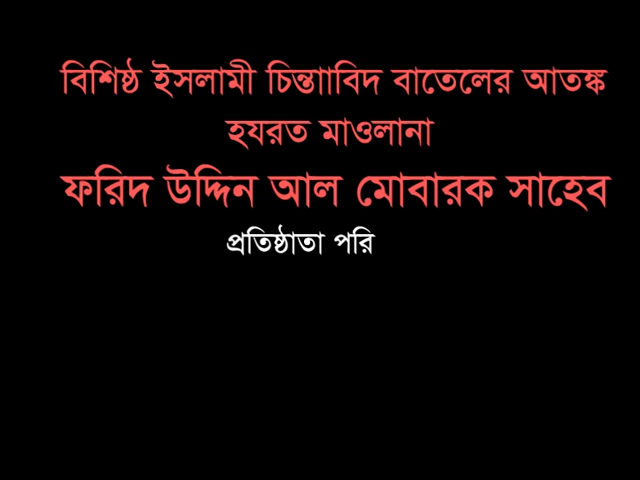 বিশিষ্ঠ ইসলামী চিন্তাাবিদ বাতেলের আতঙ্ক
হযরত মাওলানা
ফরিদ উদ্দিন আল মোবারক সাহেব
প্রতিষ্ঠাতা পরি